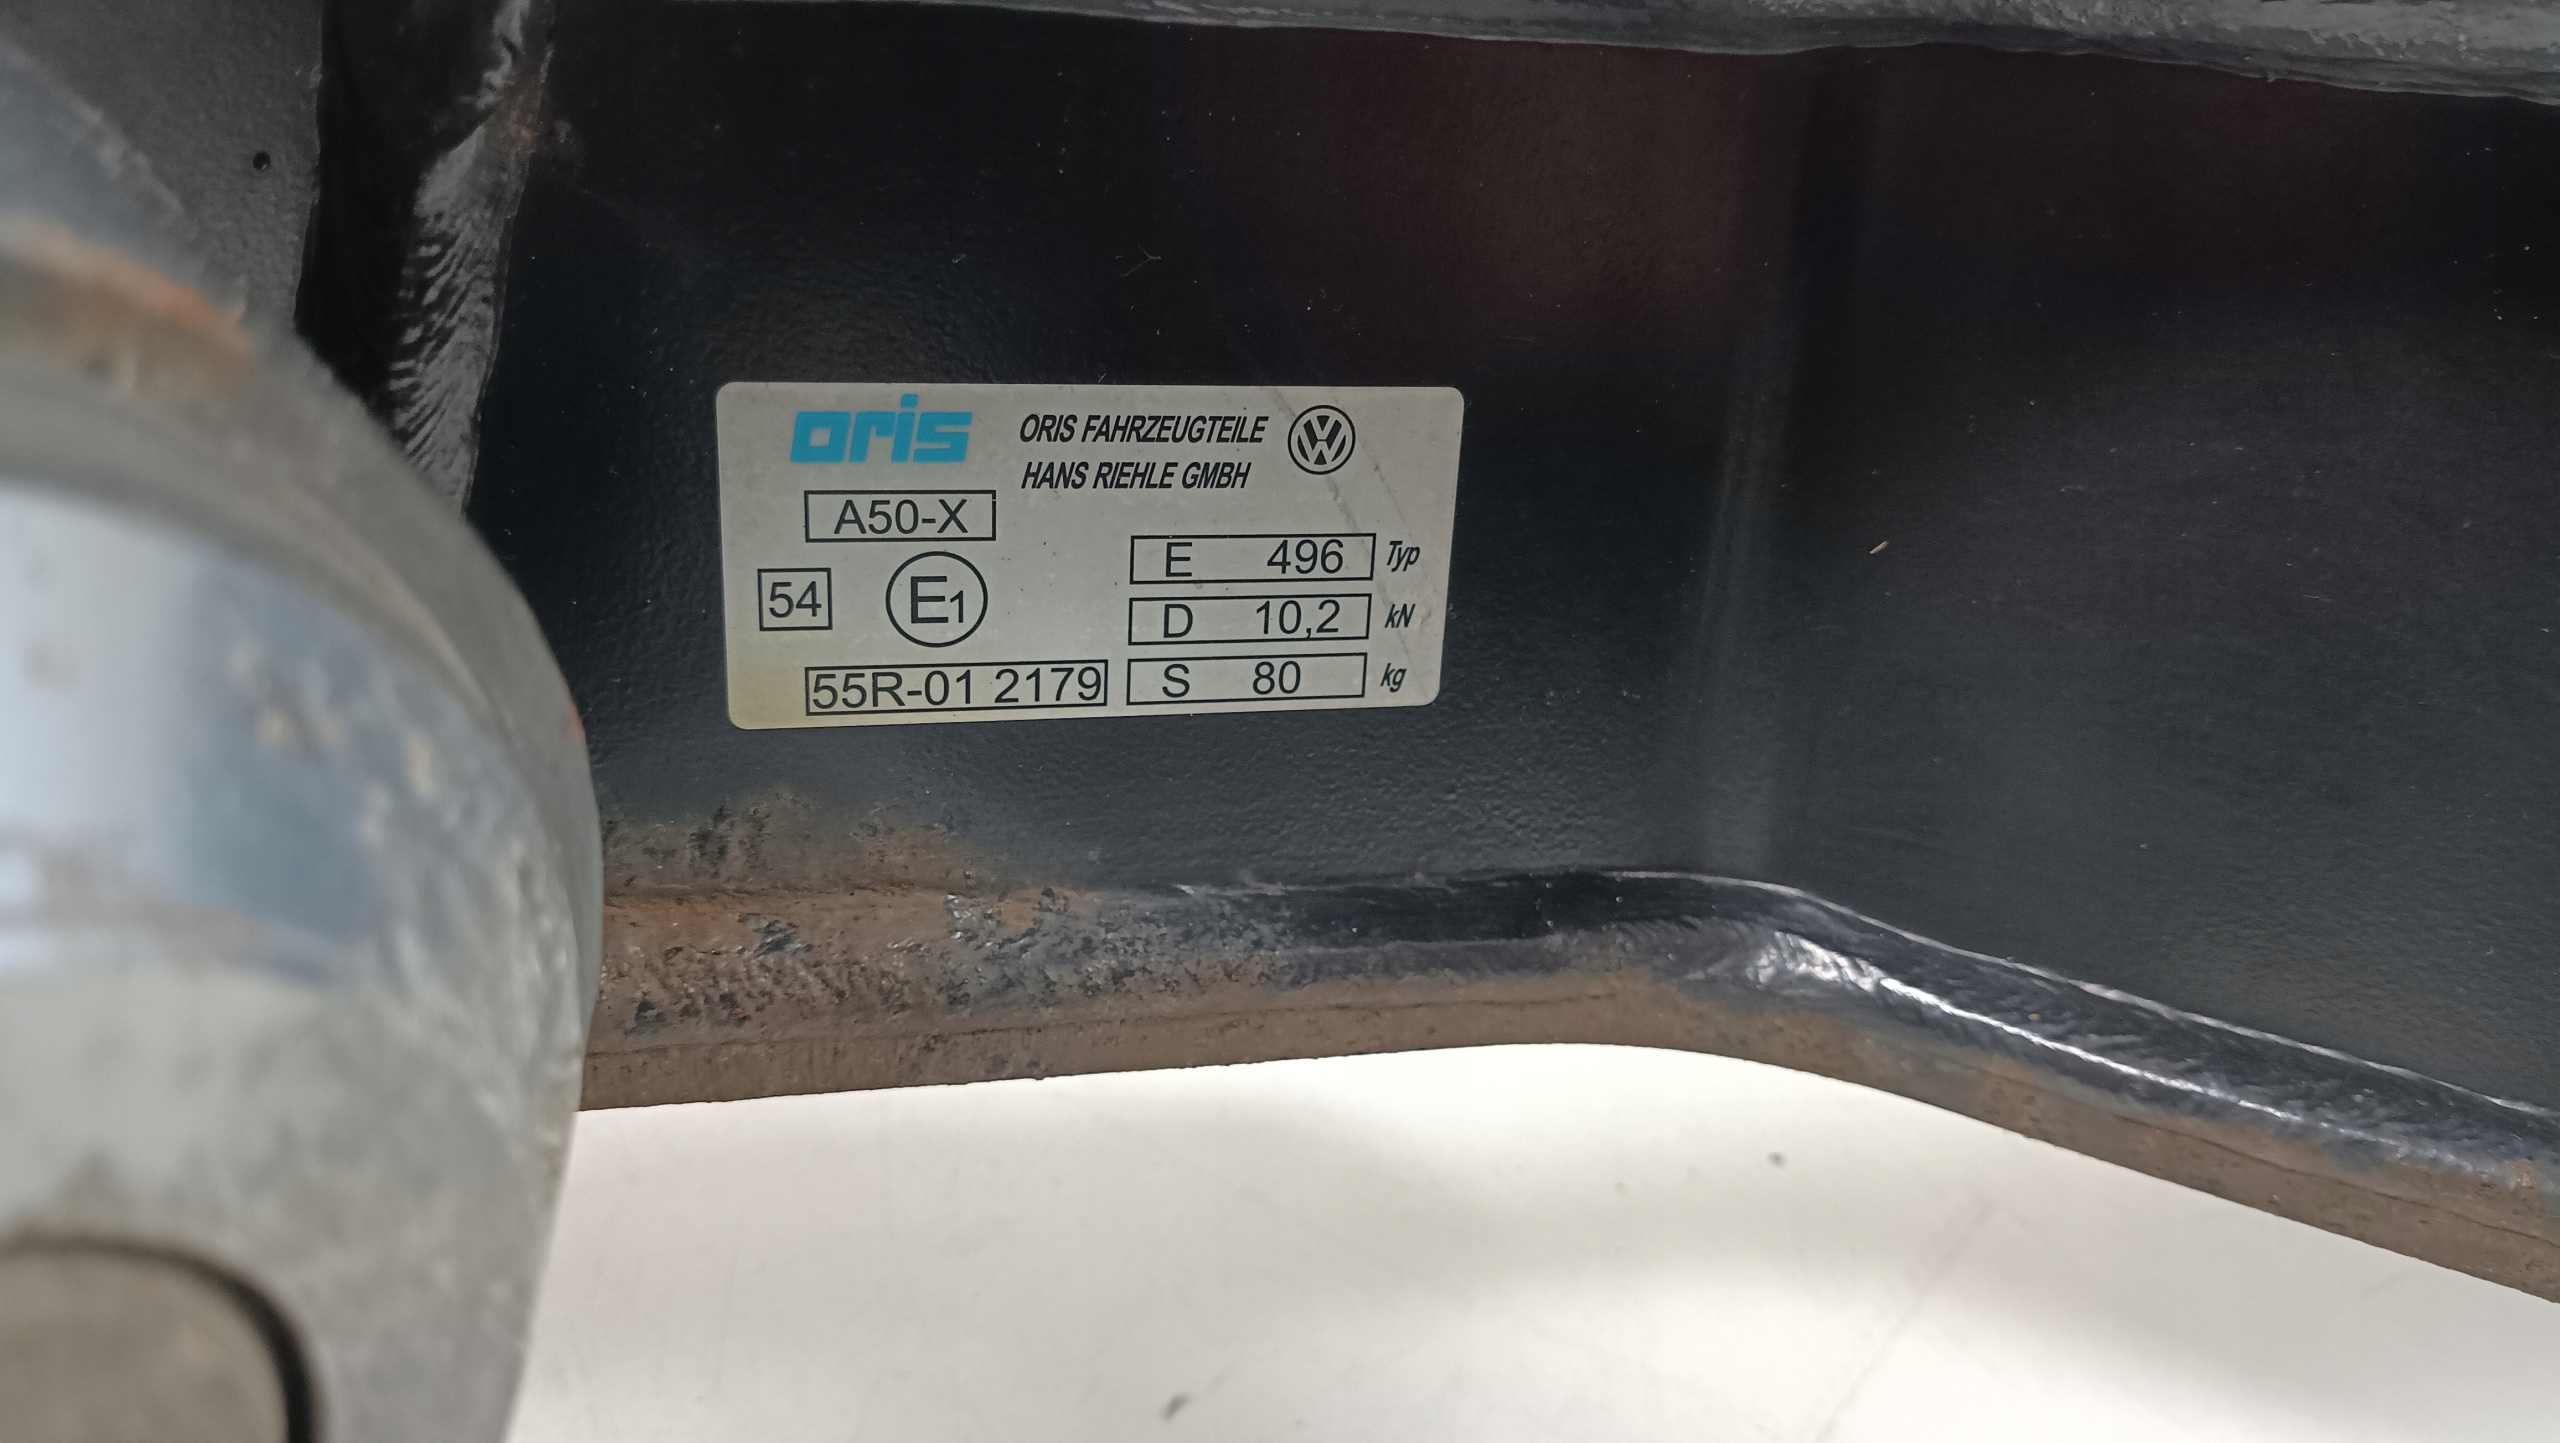 oris
ORIS FAHRZEUGTEILE
HANS RIEHLE GMBH
A50-X
54
E1
55R-01 2179
E 496 Typ
D 10,2 kN
S 80 kg